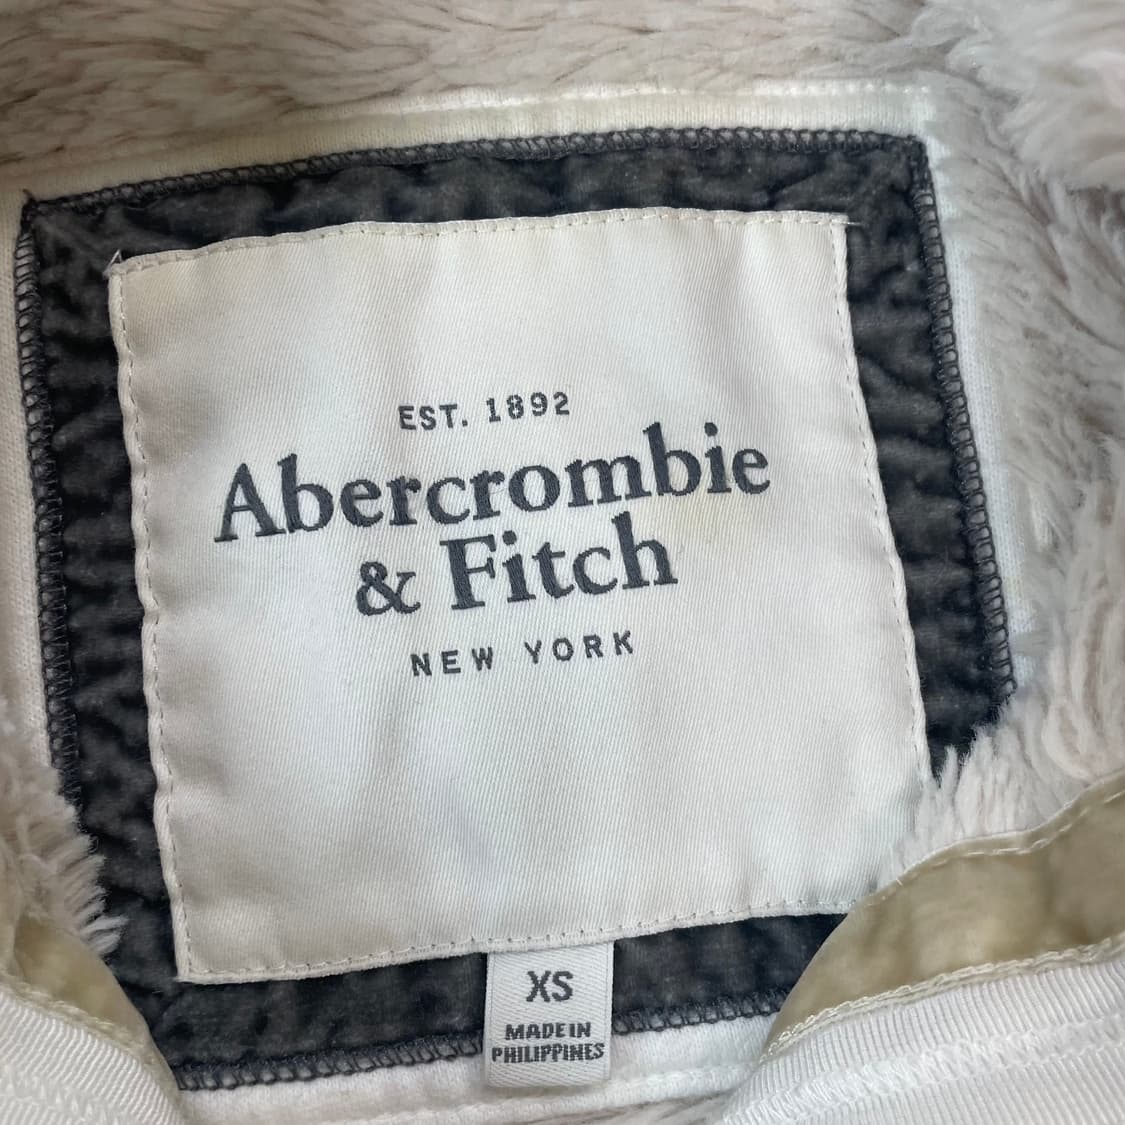 EST. 1892
Abercrombie
& Fitch
NEW YORK
XS
MADE IN
PHILIPPINES